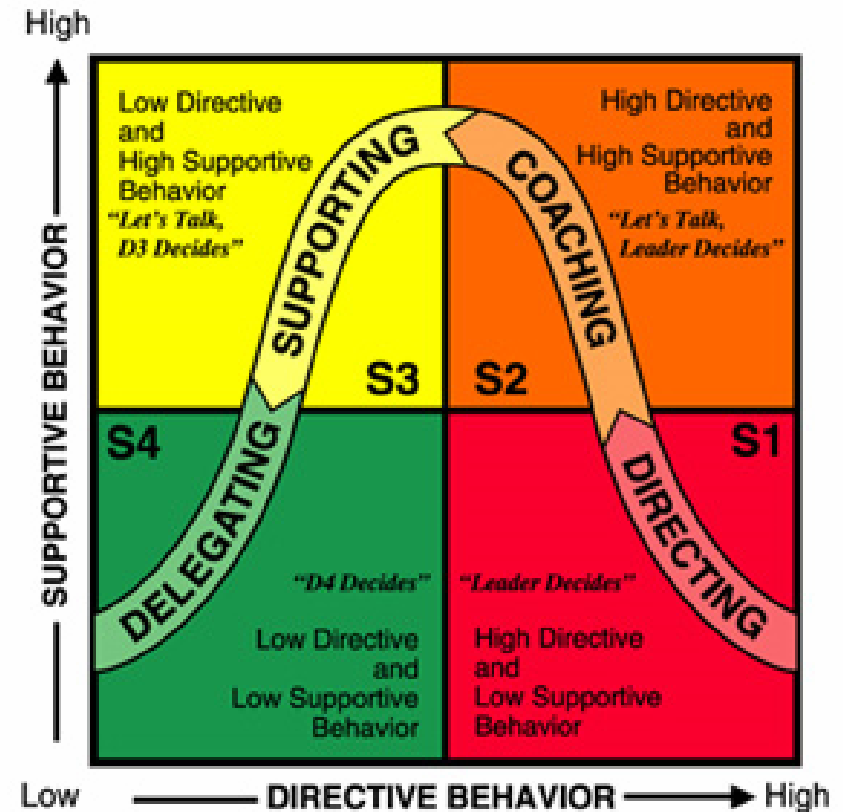 High
Low Directive
and
High Supportive
Behavior
“Let’s Talk,
D3 Decides”
High Directive
and
High Supportive
Behavior
“Let’s Talk,
Leader Decides”
SUPPORTING
COACHING
S3
S2
SUPPORTIVE BEHAVIOR
S4
S1
DELEGATING
DIRECTING
“D4 Decides”
Low Directive
and
Low Supportive
Behavior
“Leader Decides”
High Directive
and
Low Supportive
Behavior
Low
DIRECTIVE BEHAVIOR
High